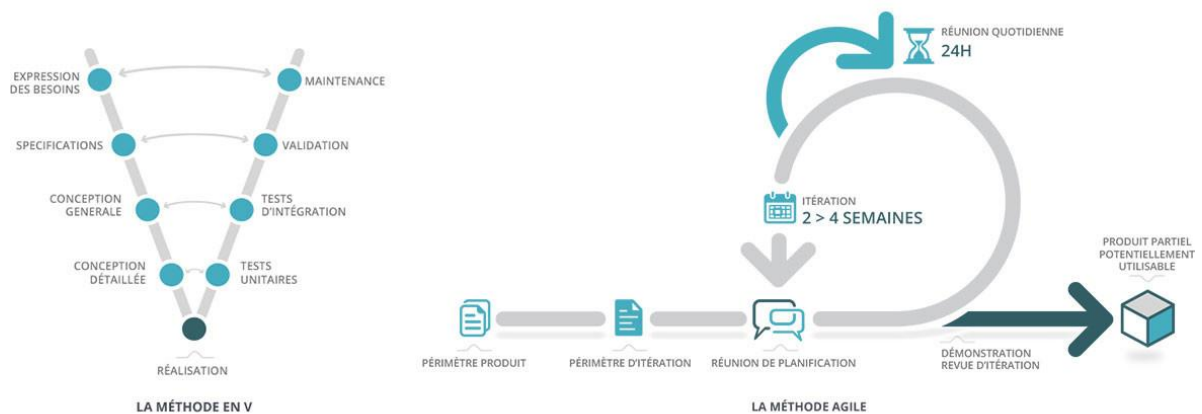 EXPRESSION
DES BESOINS
MAINTENANCE
SPECIFICATIONS
VALIDATION
CONCEPTION
GENERALE
TESTS
D'INTÉGRATION
CONCEPTION
DÉTAILLÉE
TESTS
UNITAIRES
RÉALISATION
LA MÉTHODE EN V
RÉUNION QUOTIDIENNE
24H
ITÉRATION
2 > 4 SEMAINES
PRODUIT PARTIEL
POTENTIELLEMENT
UTILISABLE
PÉRIMÈTRE PRODUIT
PÉRIMÈTRE D'ITÉRATION
RÉUNION DE PLANIFICATION
DÉMONSTRATION
REVUE D'ITÉRATION
LA MÉTHODE AGILE